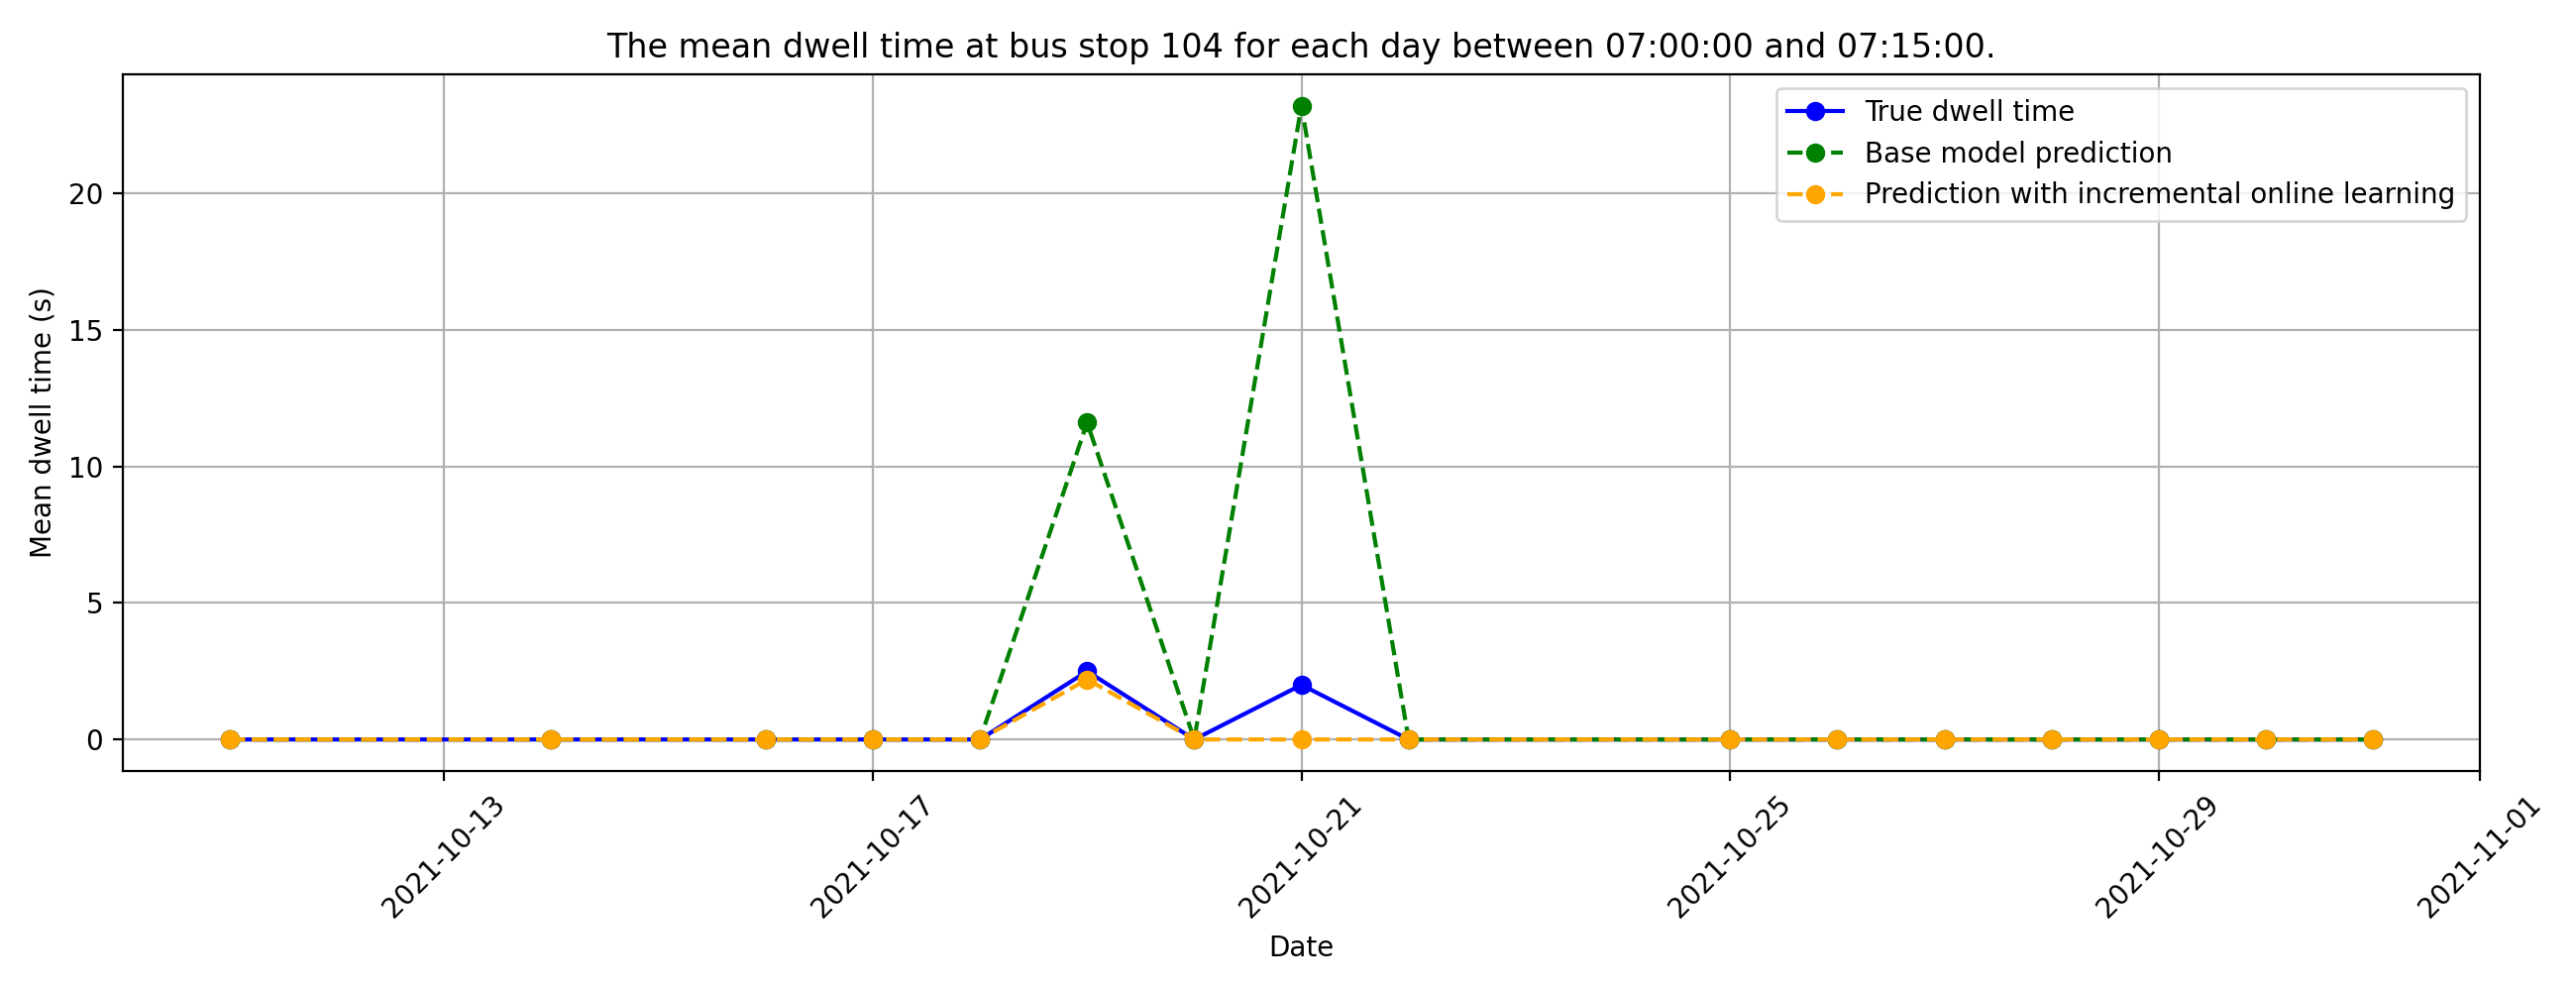 The mean dwell time at bus stop 104 for each day between 07:00:00 and 07:15:00.
True dwell time
Base model prediction
Prediction with incremental online learning
Mean dwell time (s)
20
15
10
5
0
2021-10-13
2021-10-17
2021-10-21
2021-10-25
2021-10-29
2021-11-01
Date